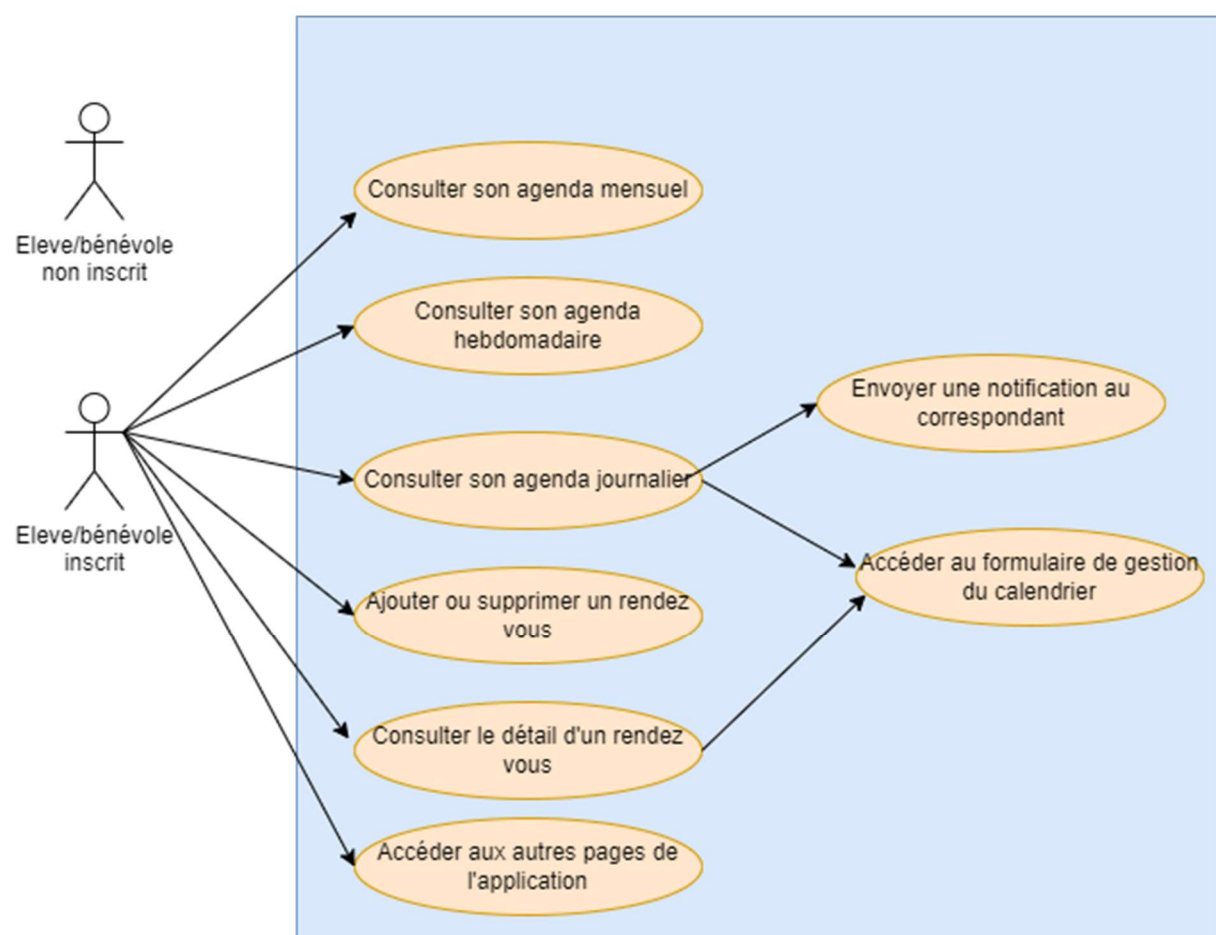 Eleve/bénévole
non inscrit
Eleve/bénévole
inscrit
Consulter son agenda mensuel
Consulter son agenda
hebdomadaire
Consulter son agenda journalier
Ajouter ou supprimer un rendez
vous
Consulter le détail d'un rendez
vous
Accéder aux autres pages de
l'application
Envoyer une notification au
correspondant
Accéder au formulaire de gestion
du calendrier